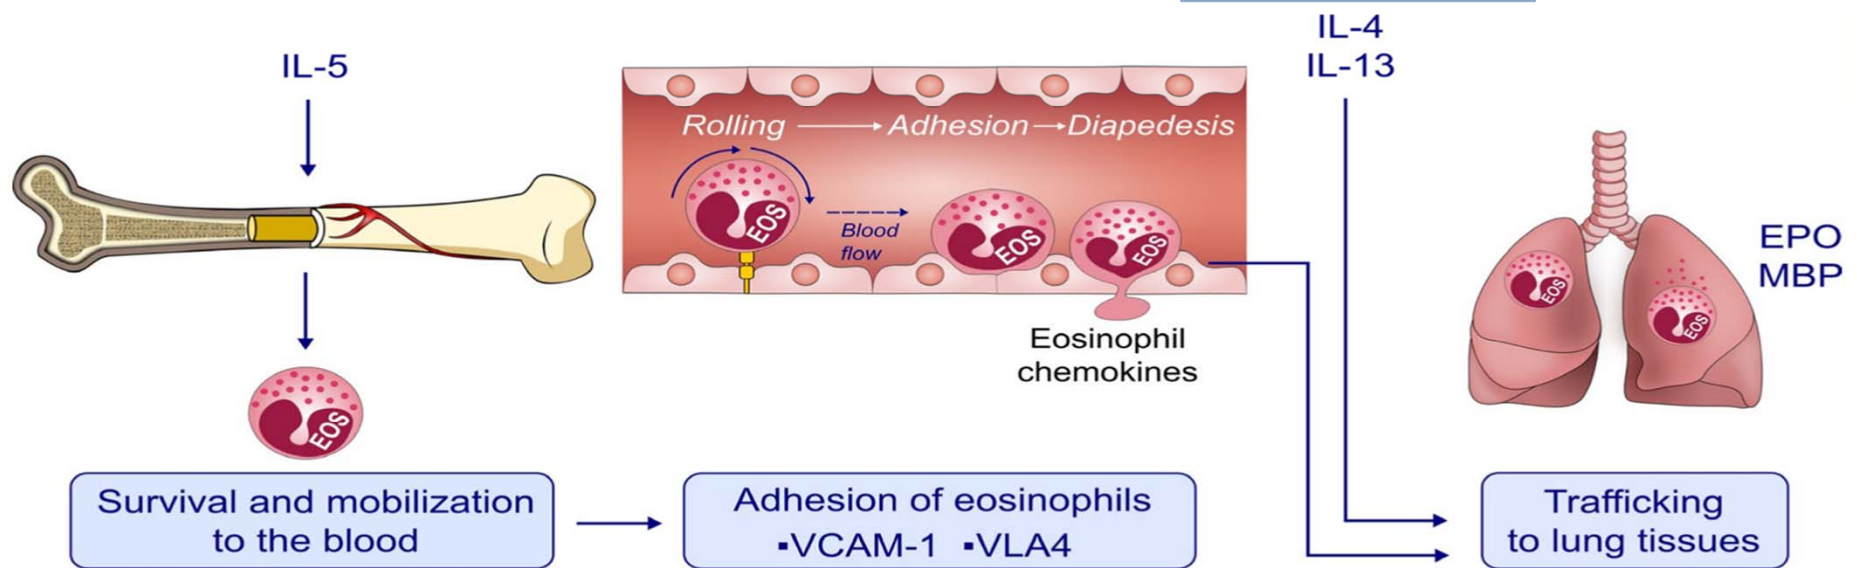 IL-5
EOS
Survival and mobilization
to the blood
Rolling → Adhesion → Diapedesis
EOS
Blood
flow
EOS
EOS
Eosinophil
chemokines
Adhesion of eosinophils
▪VCAM-1 ▪VLA4
IL-4
IL-13
EOS
EOS
EPO
MBP
Trafficking
to lung tissues